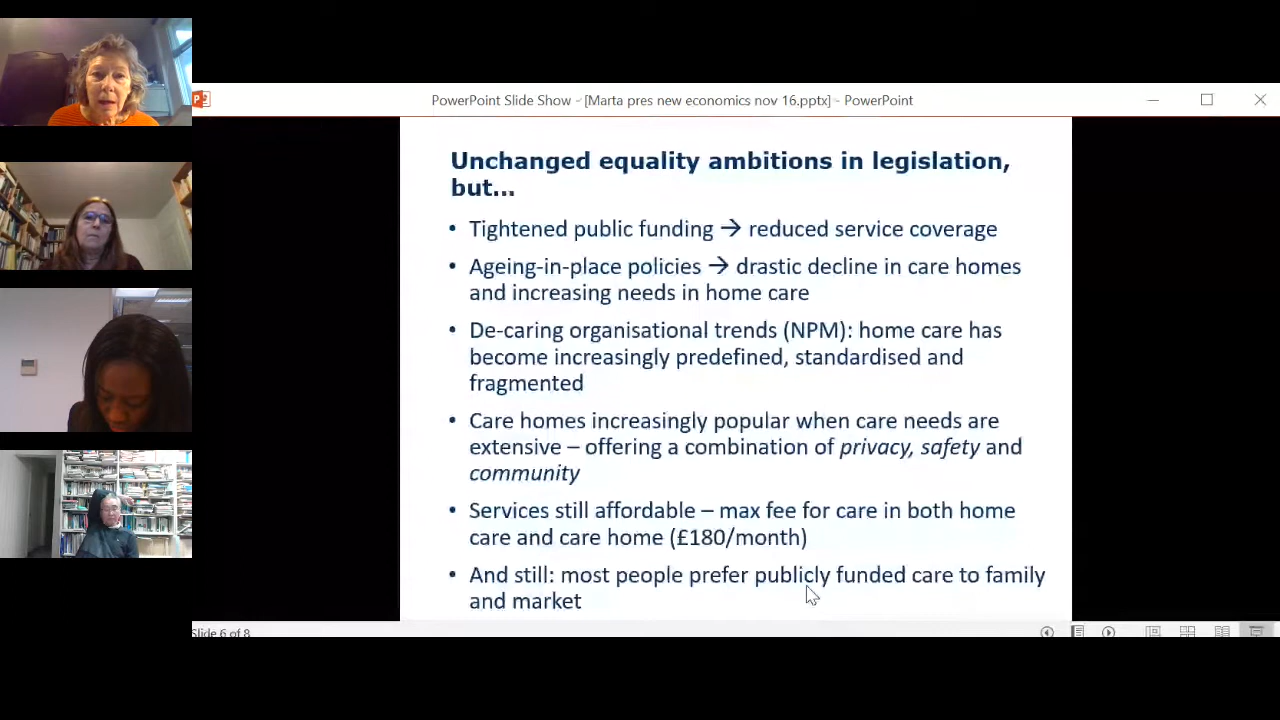 PowerPoint Slide Show - [Marta pres new economics nov 16.pptx] - PowerPoint
Unchanged equality ambitions in legislation,
but...
• Tightened public funding → reduced service coverage
• Ageing-in-place policies → drastic decline in care homes
and increasing needs in home care
• De-caring organisational trends (NPM): home care has
become increasingly predefined, standardised and
fragmented
• Care homes increasingly popular when care needs are
extensive – offering a combination of privacy, safety and
community
• Services still affordable – max fee for care in both home
care and care home (£180/month)
• And still: most people prefer publicly funded care to family
and market
Slide 6 of 8